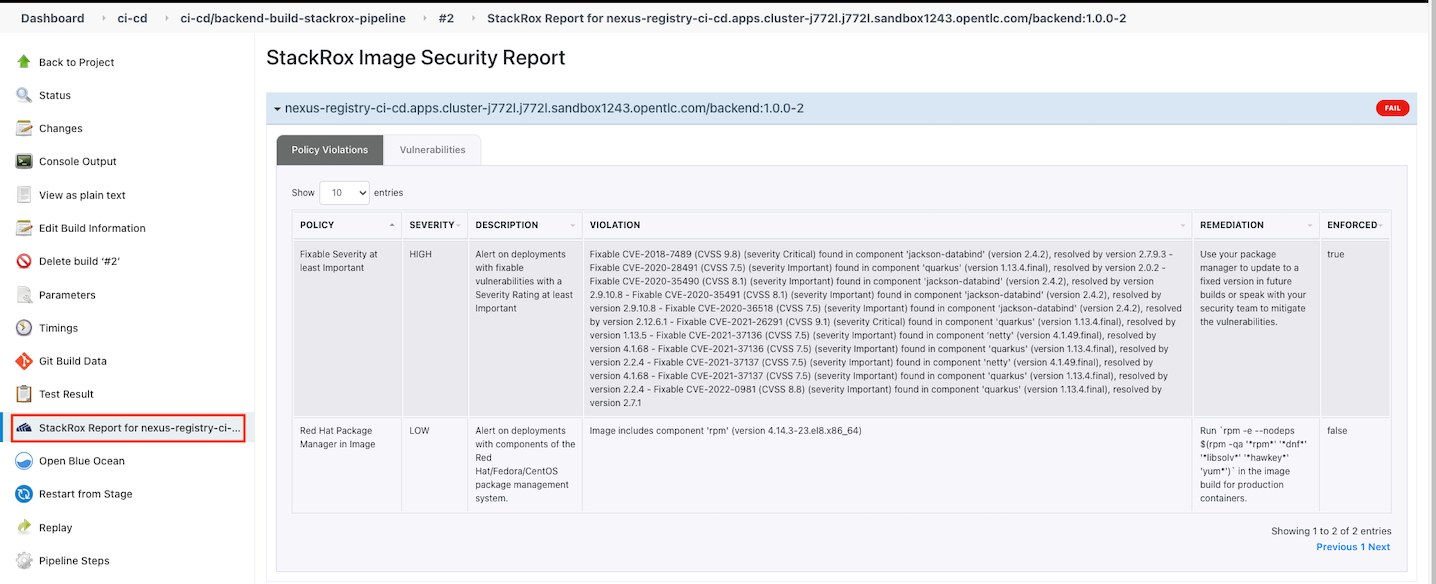 Dashboard
ci-cd
ci-cd/backend-build-stackrox-pipeline
#2
StackRox Report for nexus-registry-ci-cd.apps.cluster-j772l.j772l.sandbox1243.opentlc.com/backend:1.0.0-2
Back to Project
Status
Changes
Console Output
View as plain text
Edit Build Information
Delete build ‘#2’
Parameters
Timings
Git Build Data
Test Result
StackRox Report for nexus-registry-ci-...
Open Blue Ocean
Restart from Stage
Replay
Pipeline Steps
StackRox Image Security Report
nexus-registry-ci-cd.apps.cluster-j772l.j772l.sandbox1243.opentlc.com/backend:1.0.0-2
FAIL
Policy Violations
Vulnerabilities
Show 10 entries
POLICY
SEVERITY
DESCRIPTION
VIOLATION
REMEDIATION
ENFORCED
Fixable Severity at
least Important
HIGH
Alert on deployments
with fixable
vulnerabilities with a
Severity Rating at least
Important
Fixable CVE-2018-7489 (CVSS 9.8) (severity Critical) found in component 'jackson-databind' (version 2.4.2), resolved by version 2.7.9.3 -
Fixable CVE-2020-28491 (CVSS 7.5) (severity Important) found in component 'quarkus' (version 1.13.4.final), resolved by version 2.0.2 -
Fixable CVE-2020-35490 (CVSS 8.1) (severity Important) found in component 'jackson-databind' (version 2.4.2), resolved by version
2.9.10.8 - Fixable CVE-2020-35491 (CVSS 8.1) (severity Important) found in component 'jackson-databind' (version 2.4.2), resolved by
version 2.9.10.8 - Fixable CVE-2020-36518 (CVSS 7.5) (severity Important) found in component 'jackson-databind' (version 2.4.2), resolved
by version 2.12.6.1 - Fixable CVE-2021-26291 (CVSS 9.1) (severity Critical) found in component 'quarkus' (version 1.13.4.final), resolved by
version 1.13.5 - Fixable CVE-2021-37136 (CVSS 7.5) (severity Important) found in component 'netty' (version 4.1.49.final), resolved by
version 4.1.68 - Fixable CVE-2021-37136 (CVSS 7.5) (severity Important) found in component 'quarkus' (version 1.13.4.final), resolved by
version 2.2.4 - Fixable CVE-2021-37137 (CVSS 7.5) (severity Important) found in component 'netty' (version 4.1.49.final), resolved by
version 4.1.68 - Fixable CVE-2021-37137 (CVSS 7.5) (severity Important) found in component 'quarkus' (version 1.13.4.final), resolved by
version 2.2.4 - Fixable CVE-2022-0981 (CVSS 8.8) (severity Important) found in component 'quarkus' (version 1.13.4.final), resolved by
version 2.7.1
Use your package
manager to update to a
fixed version in future
builds or speak with your
security team to mitigate
the vulnerabilities.
true
Red Hat Package
Manager in Image
LOW
Alert on deployments
with components of the
Red
Hat/Fedora/CentOS
package management
system.
Image includes component 'rpm' (version 4.14.3-23.el8.x86_64)
Run `rpm -e --nodeps
$(rpm -qa '*rpm*' '*dnf*'
'*libsolv*' '*hawkey*'
'yum*')` in the image
build for production
containers.
false
Showing 1 to 2 of 2 entries
Previous 1 Next